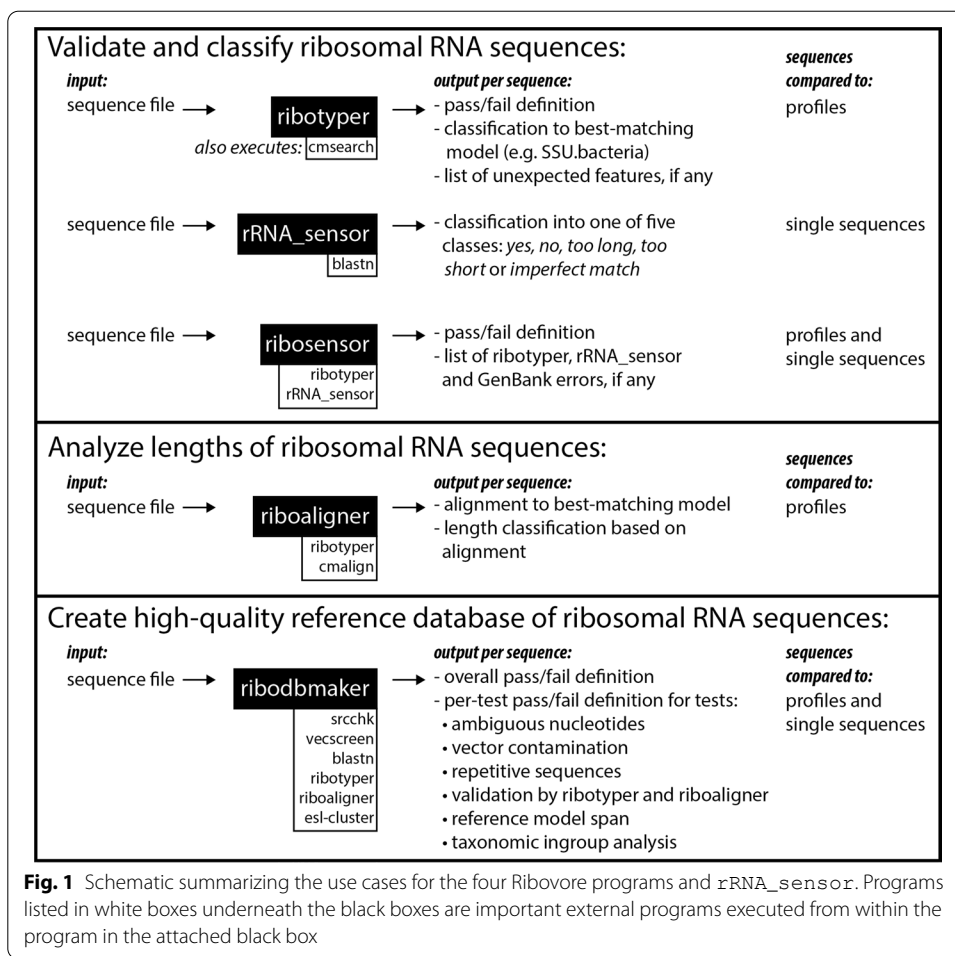 Validate and classify ribosomal RNA sequences:
input:
output per sequence:
sequences
compared to:
sequence file
ribotyper
also executes: cmsearch
- pass/fail definition
- classification to best-matching
model (e.g. SSU.bacteria)
- list of unexpected features, if any
profiles
sequence file
rRNA_sensor
blastn
- classification into one of five
classes: yes, no, too long, too
short or imperfect match
single sequences
sequence file
ribosensor
ribotyper
rRNA_sensor
- pass/fail definition
- list of ribotyper, rRNA_sensor
and GenBank errors, if any
profiles and
single sequences
Analyze lengths of ribosomal RNA sequences:
input:
output per sequence:
sequences
compared to:
sequence file
riboaligner
ribotyper
cmalign
- alignment to best-matching model
- length classification based on
alignment
profiles
Create high-quality reference database of ribosomal RNA sequences:
input:
output per sequence:
sequences
compared to:
sequence file
ribodbmaker
srcchk
vecscreen
blastn
ribotyper
riboaligner
esl-cluster
- overall pass/fail definition
- per-test pass/fail definition for tests:
• ambiguous nucleotides
• vector contamination
• repetitive sequences
• validation by ribotyper and riboaligner
• reference model span
• taxonomic ingroup analysis
profiles and
single sequences
Fig. 1 Schematic summarizing the use cases for the four Ribovore programs and rRNA_sensor. Programs
listed in white boxes underneath the black boxes are important external programs executed from within the
program in the attached black box